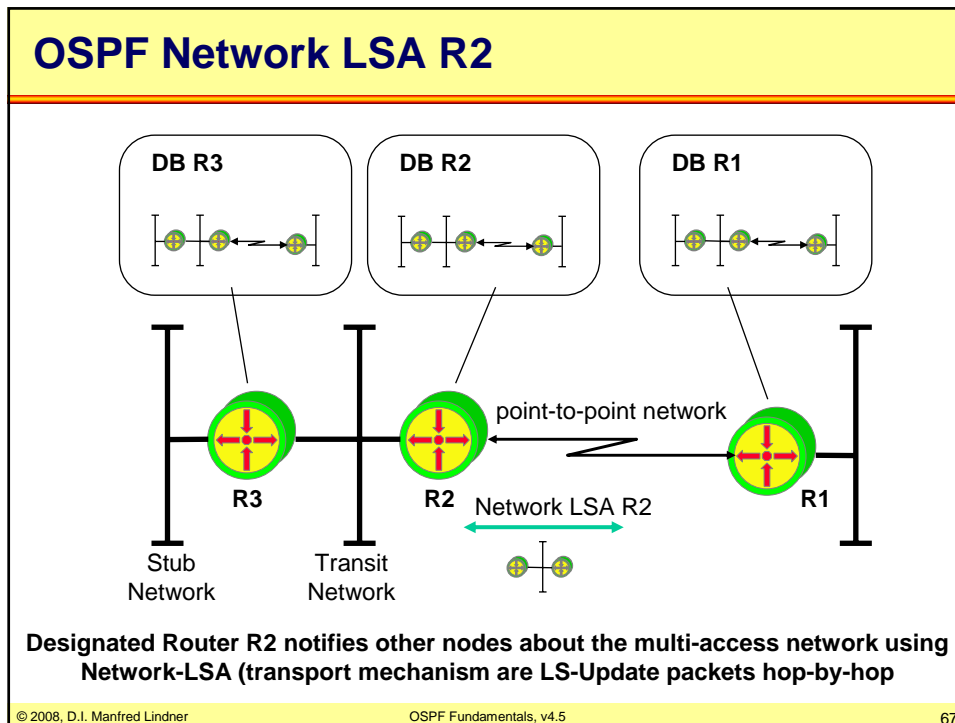 OSPF Network LSA R2
DB R3
DB R2
DB R1
point-to-point network
R3
R2
R1
Network LSA R2
Stub
Network
Transit
Network
Designated Router R2 notifies other nodes about the multi-access network using
Network-LSA (transport mechanism are LS-Update packets hop-by-hop
© 2008, D.I. Manfred Lindner
OSPF Fundamentals, v4.5
67